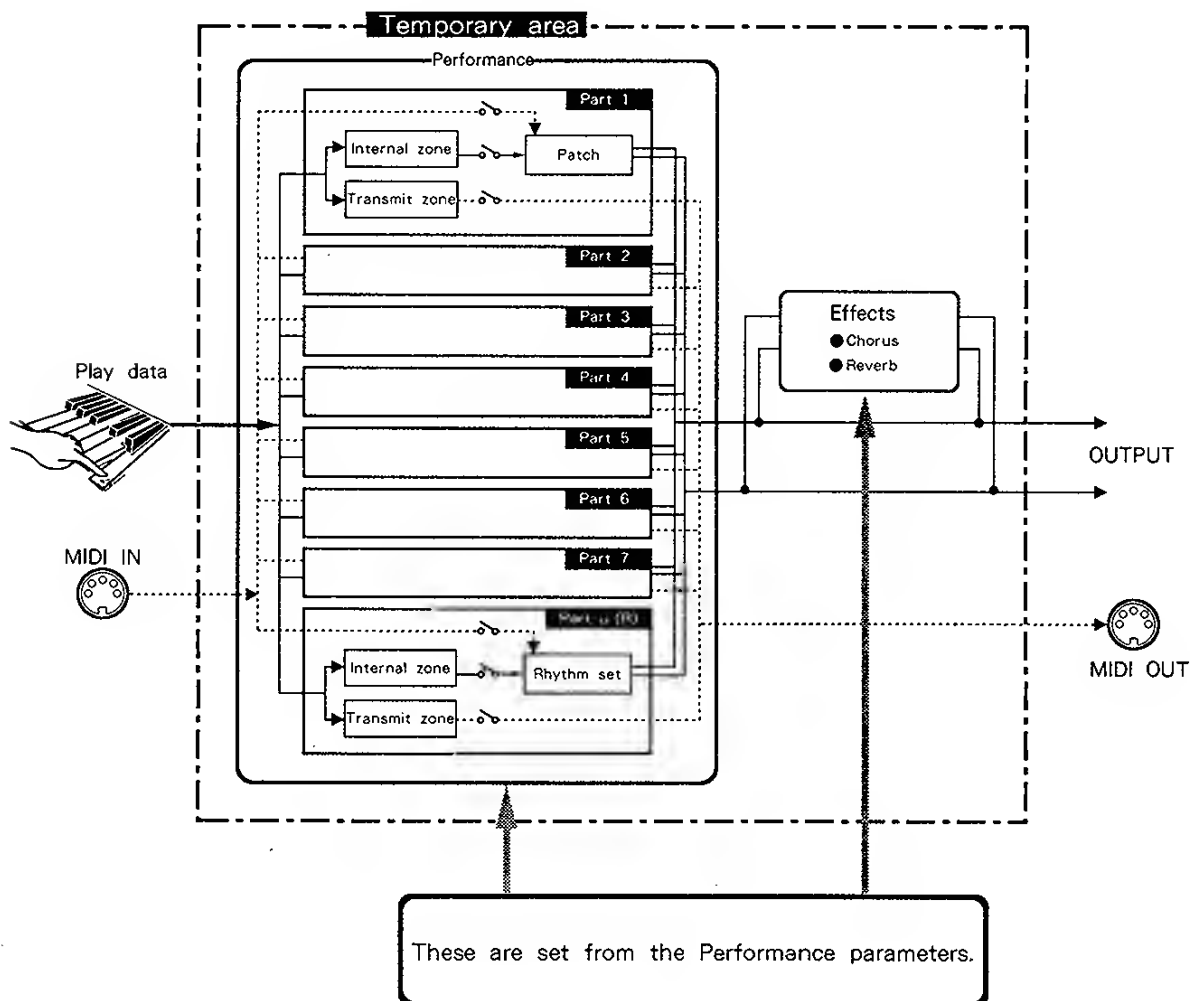 Temporary area
Performance
Part 1
Internal zone
Patch
Transmit zone
Part 2
Part 3
Part 4
Part 5
Part 6
Part 7
Part
Internal zone
Rhythm set
Transmit zone
Play data
MIDI IN
Effects
●Chorus
●Reverb
OUTPUT
MIDI OUT
These are set from the Performance parameters.